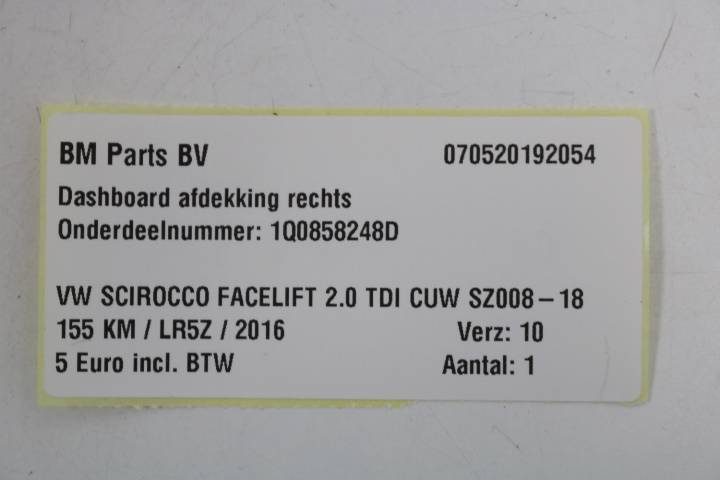 BM Parts BV 070520192054
Dashboard afdekking rechts
Onderdeelnummer: 1Q0858248D
VW SCIROCCO FACELIFT 2.0 TDI CUW SZ008 – 18
155 KM / LR5Z / 2016 Verz: 10
5 Euro incl. BTW Aantal: 1